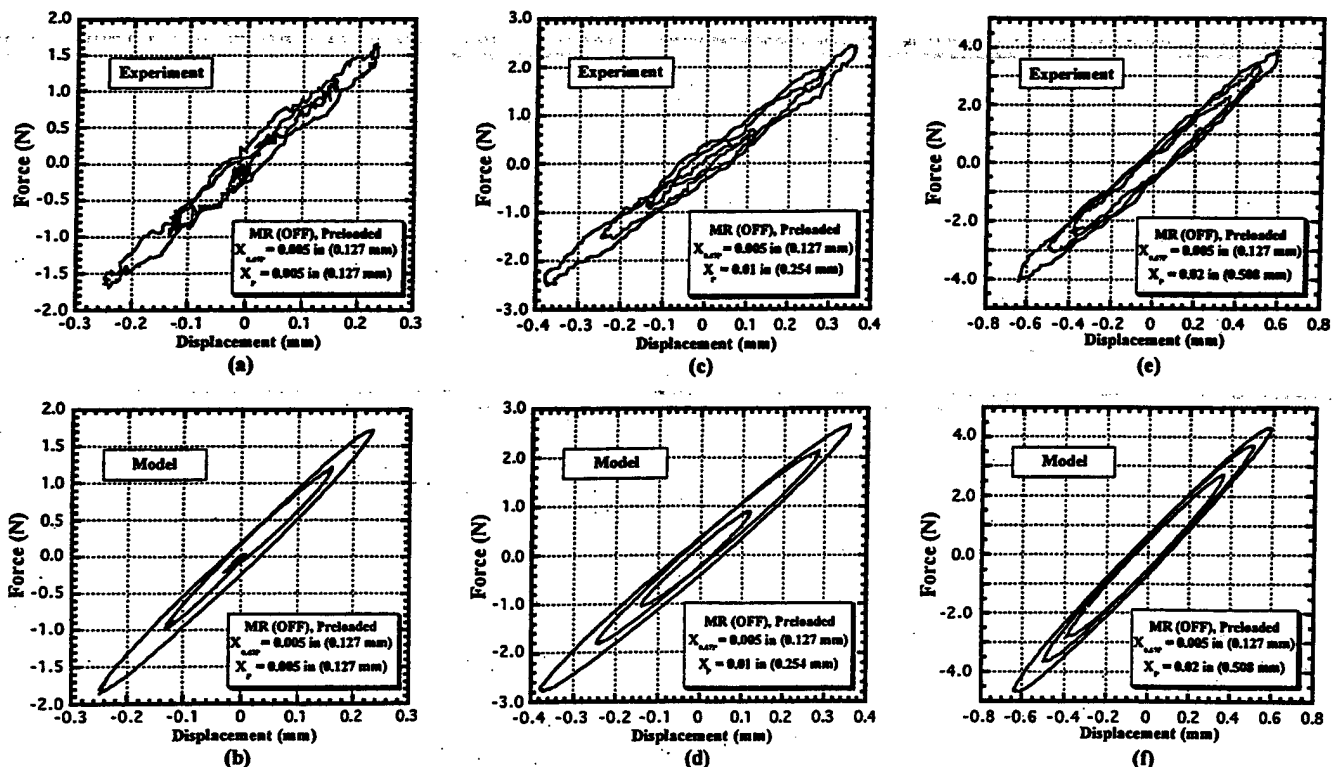 2.0
1.5
1.0
0.5
0.0
-0.5
-1.0
-1.5
-2.0
Force (N)
Experiment
MR (OFF), Preloaded
= 0.005 in (0.127 mm)
X_P = 0.005 in (0.127 mm)
-0.3 -0.2 -0.1 0 0.1 0.2 0.3
Displacement (mm)
(a)
3.0
2.0
1.0
0.0
-1.0
-2.0
-3.0
Force (N)
Experiment
MR (OFF), Preloaded
= 0.005 in (0.127 mm)
X_P = 0.01 in (0.254 mm)
-0.4 -0.3 -0.2 -0.1 0 0.1 0.2 0.3 0.4
Displacement (mm)
(c)
4.0
2.0
0.0
-2.0
-4.0
Force (N)
Experiment
MR (OFF), Preloaded
= 0.005 in (0.127 mm)
X_P = 0.02 in (0.508 mm)
-0.8 -0.6 -0.4 -0.2 0 0.2 0.4 0.6 0.8
Displacement (mm)
(e)
2.0
1.5
1.0
0.5
0.0
-0.5
-1.0
-1.5
-2.0
Force (N)
Model
MR (OFF), Preloaded
= 0.005 in (0.127 mm)
X_P = 0.005 in (0.127 mm)
-0.3 -0.2 -0.1 0 0.1 0.2 0.3
Displacement (mm)
(b)
3.0
2.0
1.0
0.0
-1.0
-2.0
-3.0
Force (N)
Model
MR (OFF), Preloaded
= 0.005 in (0.127 mm)
X_P = 0.01 in (0.254 mm)
-0.4 -0.3 -0.2 -0.1 0 0.1 0.2 0.3 0.4
Displacement (mm)
(d)
4.0
2.0
0.0
-2.0
-4.0
Force (N)
Model
MR (OFF), Preloaded
= 0.005 in (0.127 mm)
X_P = 0.02 in (0.508 mm)
-0.8 -0.6 -0.4 -0.2 0 0.2 0.4 0.6 0.8
Displacement (mm)
(f)